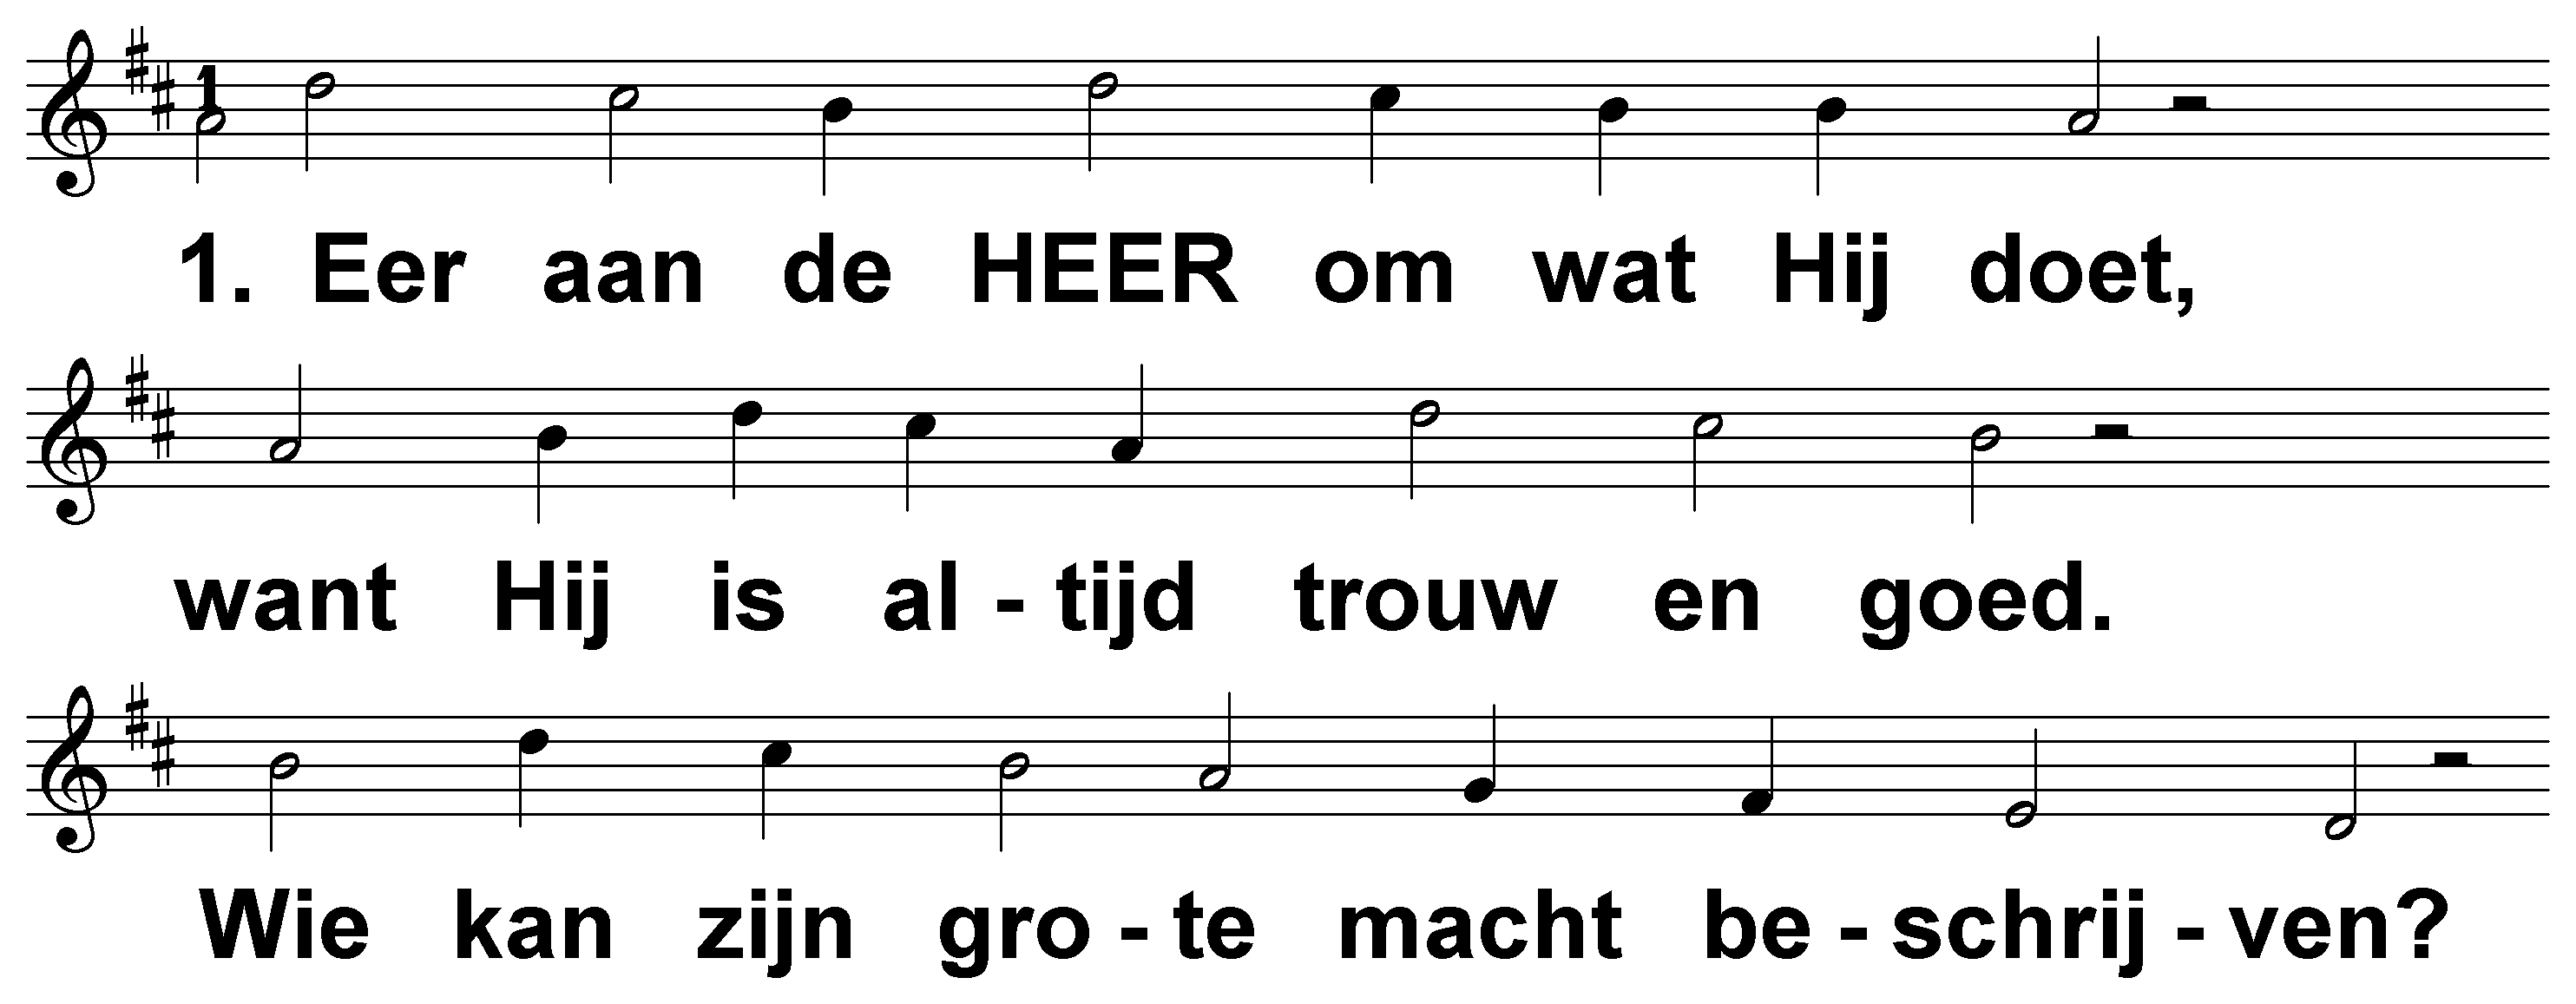 1
1. Eer aan de HEER om wat Hij doet,
want Hij is al - tijd trouw en goed.
Wie kan zijn gro - te macht be - schrij - ven?